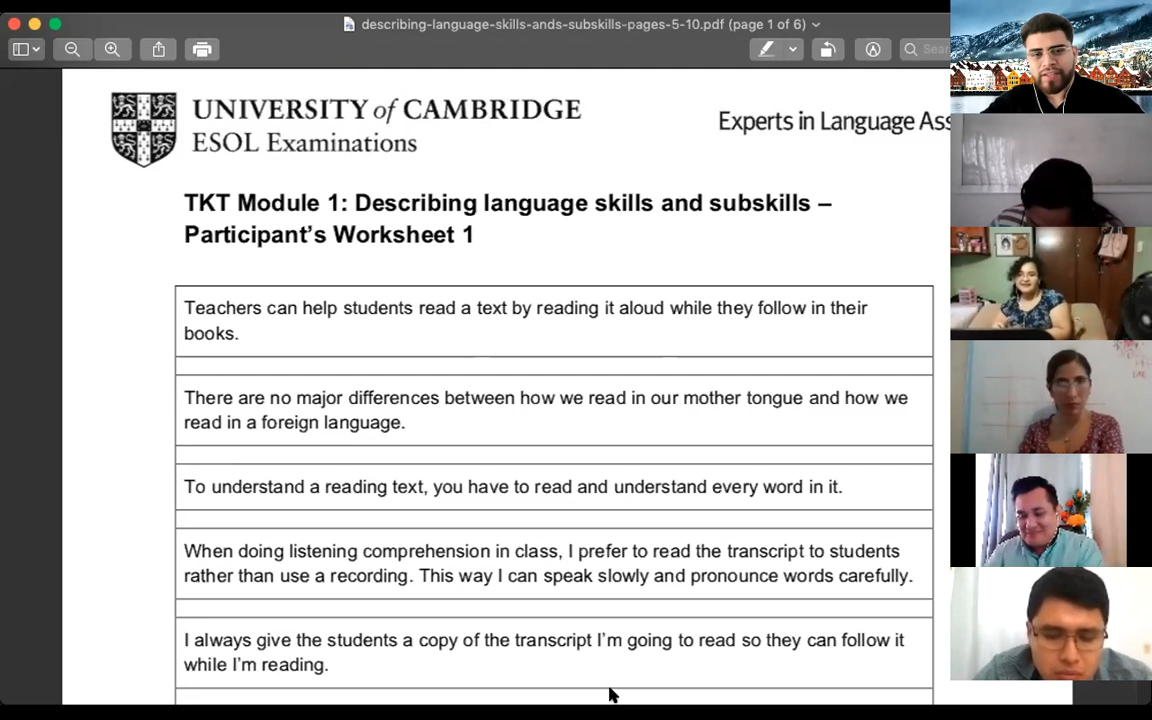 describing-language-skills-ands-subskills-pages-5-10.pdf (page 1 of 6)
UNIVERSITY of CAMBRIDGE
ESOL Examinations
Experts in Language Ass
TKT Module 1: Describing language skills and subskills –
Participant's Worksheet 1
Teachers can help students read a text by reading it aloud while they follow in their
books.
There are no major differences between how we read in our mother tongue and how we
read in a foreign language.
To understand a reading text, you have to read and understand every word in it.
When doing listening comprehension in class, I prefer to read the transcript to students
rather than use a recording. This way I can speak slowly and pronounce words carefully.
I always give the students a copy of the transcript I'm going to read so they can follow it
while I'm reading.